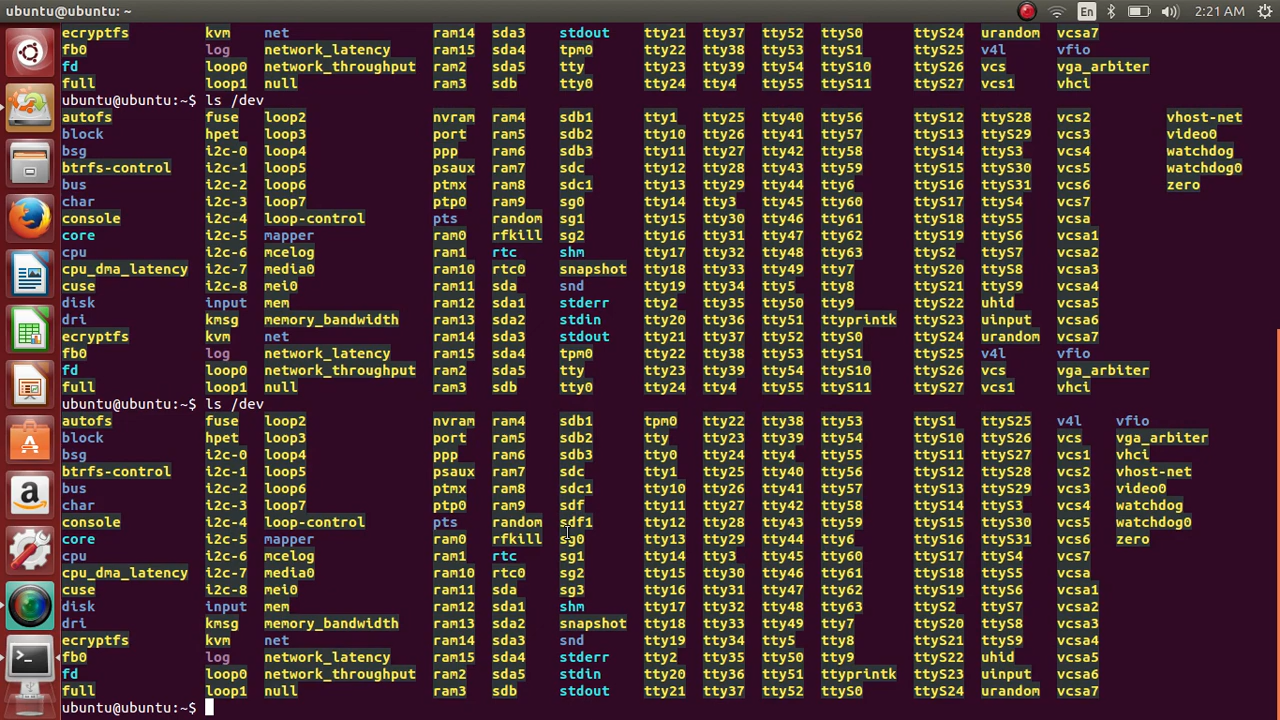 ubuntu@ubuntu: ~ En 2:21 AM
ecryptfs kvm net ram14 sda3 stdout tty21 tty37 tty52 ttyS0 ttyS24 urandom vcsa7
fb0 log network_latency ram15 sda4 tpm0 tty22 tty38 tty53 ttyS1 ttyS25 v4l vfio
fd loop0 network_throughput ram2 sda5 tty tty23 tty39 tty54 ttyS10 ttyS26 vcs vga_arbiter
full loop1 null ram3 sdb tty0 tty24 tty4 tty55 ttyS11 ttyS27 vcs1 vhci
ubuntu@ubuntu:~$ ls /dev
autofs fuse loop2 nvram ram4 sdb1 tty1 tty25 tty40 tty56 ttyS12 ttyS28 vcs2 vhost-net
block hpet loop3 port ram5 sdb2 tty10 tty26 tty41 tty57 ttyS13 ttyS29 vcs3 video0
bsg i2c-0 loop4 ppp ram6 sdb3 tty11 tty27 tty42 tty58 ttyS14 ttyS3 vcs4 watchdog
btrfs-control i2c-1 loop5 psaux ram7 sdc tty12 tty28 tty43 tty59 ttyS15 ttyS30 vcs5 watchdog0
bus i2c-2 loop6 ptmx ram8 sdc1 tty13 tty29 tty44 tty6 ttyS16 ttyS31 vcs6 zero
char i2c-3 loop7 ptp0 ram9 sg0 tty14 tty3 tty45 tty60 ttyS17 ttyS4 vcs7
console i2c-4 loop-control pts random sg1 tty15 tty30 tty46 tty61 ttyS18 ttyS5 vcsa
core i2c-5 mapper ram0 rfkill sg2 tty16 tty31 tty47 tty62 ttyS19 ttyS6 vcsa1
cpu i2c-6 mcelog ram1 rtc shm tty17 tty32 tty48 tty63 ttyS2 ttyS7 vcsa2
cpu_dma_latency i2c-7 media0 ram10 rtc0 snapshot tty18 tty33 tty49 tty7 ttyS20 ttyS8 vcsa3
cuse i2c-8 mei0 ram11 sda snd tty19 tty34 tty5 tty8 ttyS21 ttyS9 vcsa4
disk input mem ram12 sda1 stderr tty2 tty35 tty50 tty9 ttyS22 uhid vcsa5
dri kmsg memory_bandwidth ram13 sda2 stdin tty20 tty36 tty51 ttyprintk ttyS23 uinput vcsa6
ecryptfs kvm net ram14 sda3 stdout tty21 tty37 tty52 ttyS0 ttyS24 urandom vcsa7
fb0 log network_latency ram15 sda4 tpm0 tty22 tty38 tty53 ttyS1 ttyS25 v4l vfio
fd loop0 network_throughput ram2 sda5 tty tty23 tty39 tty54 ttyS10 ttyS26 vcs vga_arbiter
full loop1 null ram3 sdb tty0 tty24 tty4 tty55 ttyS11 ttyS27 vcs1 vhci
ubuntu@ubuntu:~$ ls /dev
autofs fuse loop2 nvram ram4 sdb1 tpm0 tty22 tty38 tty53 ttyS1 ttyS25 v4l vfio
block hpet loop3 port ram5 sdb2 tty tty23 tty39 tty54 ttyS10 ttyS26 vcs vga_arbiter
bsg i2c-0 loop4 ppp ram6 sdb3 tty0 tty24 tty4 tty55 ttyS11 ttyS27 vcs1 vhci
btrfs-control i2c-1 loop5 psaux ram7 sdc tty1 tty25 tty40 tty56 ttyS12 ttyS28 vcs2 vhost-net
bus i2c-2 loop6 ptmx ram8 sdc1 tty10 tty26 tty41 tty57 ttyS13 ttyS29 vcs3 video0
char i2c-3 loop7 ptp0 ram9 sdf tty11 tty27 tty42 tty58 ttyS14 ttyS3 vcs4 watchdog
console i2c-4 loop-control pts random sdf1 tty12 tty28 tty43 tty59 ttyS15 ttyS30 vcs5 watchdog0
core i2c-5 mapper ram0 rfkill sg0 tty13 tty29 tty44 tty6 ttyS16 ttyS31 vcs6 zero
cpu i2c-6 mcelog ram1 rtc sg1 tty14 tty3 tty45 tty60 ttyS17 ttyS4 vcs7
cpu_dma_latency i2c-7 media0 ram10 rtc0 sg2 tty15 tty30 tty46 tty61 ttyS18 ttyS5 vcsa
cuse i2c-8 mei0 ram11 sda sg3 tty16 tty31 tty47 tty62 ttyS19 ttyS6 vcsa1
disk input mem ram12 sda1 shm tty17 tty32 tty48 tty63 ttyS2 ttyS7 vcsa2
dri kmsg memory_bandwidth ram13 sda2 snapshot tty18 tty33 tty49 tty7 ttyS20 ttyS8 vcsa3
ecryptfs kvm net ram14 sda3 snd tty19 tty34 tty5 tty8 ttyS21 ttyS9 vcsa4
fb0 log network_latency ram15 sda4 stderr tty2 tty35 tty50 tty9 ttyS22 uhid vcsa5
fd loop0 network_throughput ram2 sda5 stdin tty20 tty36 tty51 ttyprintk ttyS23 uinput vcsa6
full loop1 null ram3 sdb stdout tty21 tty37 tty52 ttyS0 ttyS24 urandom vcsa7
ubuntu@ubuntu:~$